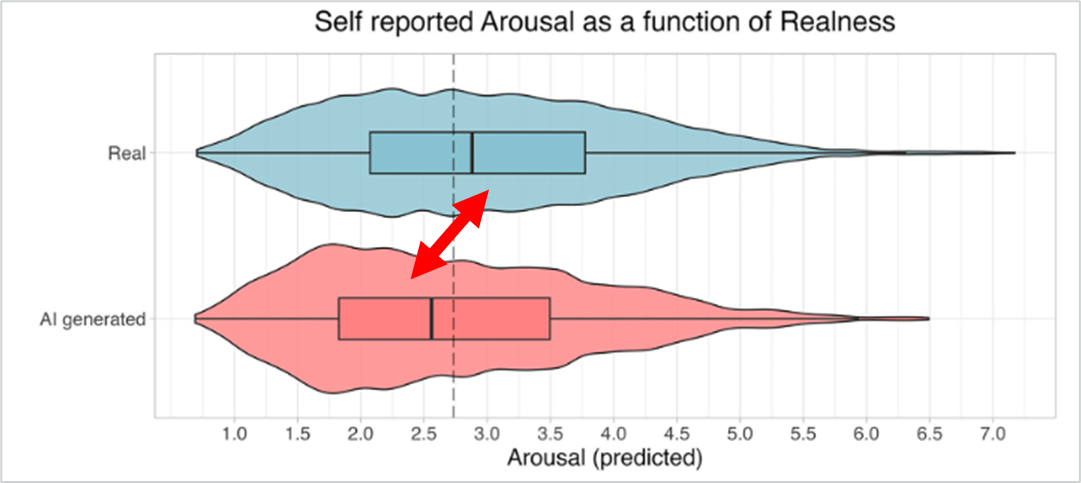 Self reported Arousal as a function of Realness
Real
AI generated
1.0 1.5 2.0 2.5 3.0 3.5 4.0 4.5 5.0 5.5 6.0 6.5 7.0
Arousal (predicted)